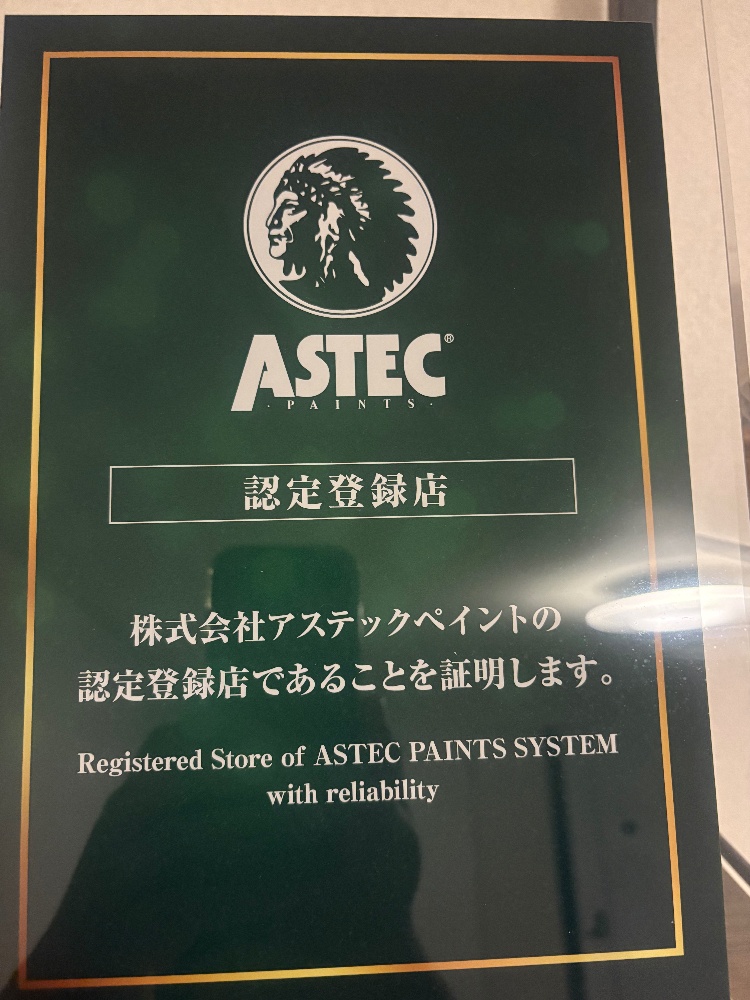 ASTEC®
· PAINTS ·
認定登録店
株式会社アステックペイントの
認定登録店であることを証明します。
Registered Store of ASTEC PAINTS SYSTEM
with reliability